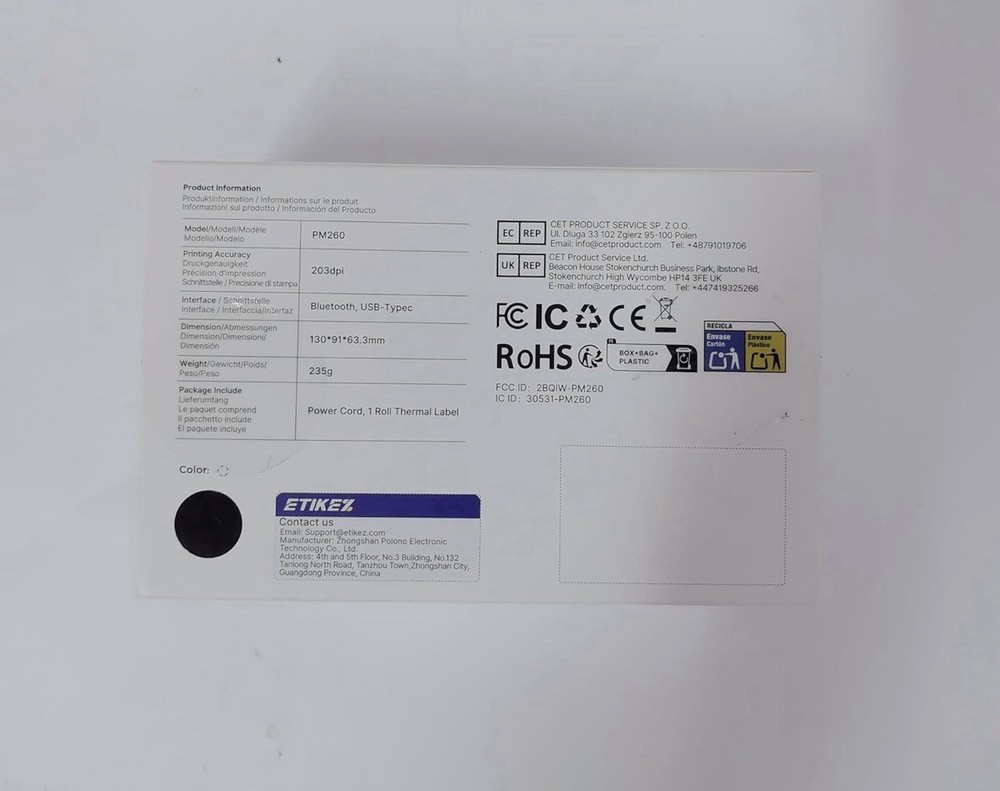 Product Information
Produktinformation / Informations sur le produit
Informazioni sul prodotto / Información del Producto
Model/Modell/Modèle
Modello/Modelo
PM260
Printing Accuracy
Druckgenauigkeit
Précision d'impression
Schnittstelle / Precisione di stampa
203dpi
Interface / Schnittstelle
Interface / Interfaccia/Interfaz
Bluetooth, USB-Typec
Dimension/Abmessungen
Dimension/Dimensioni/
Dimensión
130*91*63.3mm
Weight/Gewicht/Poids/
Peso/Peso
235g
Package Include
Lieferumfang
Le paquet comprend
Il pacchetto include
El paquete incluye
Power Cord, 1 Roll Thermal Label
Color:
ETIKEZ
Contact us
Email: Support@etikez.com
Manufacturer: Zhongshan Polono Electronic
Technology Co., Ltd.
Address: 4th and 5th Floor, No.3 Building, No.132
Tanlong North Road, Tanzhou Town,Zhongshan City,
Guangdong Province, China
EC REP
CET PRODUCT SERVICE SP. Z O.O.
Ul. Dluga 33 102 Zgierz 95-100 Polen
Email: info@cetproduct.com Tel: +48791019706
UK REP
CET Product Service Ltd.
Beacon House Stokenchurch Business Park, Ibstone Rd,
Stokenchurch High Wycombe HP14 3FE UK
E-mail: info@cetproduct.com. Tel: +447419325266
FCC IC CE
RoHS
BOX+BAG+
PLASTIC
RECICLA
Envase
Cartón
Envase
Plástico
FCC ID: 2BQIW-PM260
IC ID: 30531-PM260